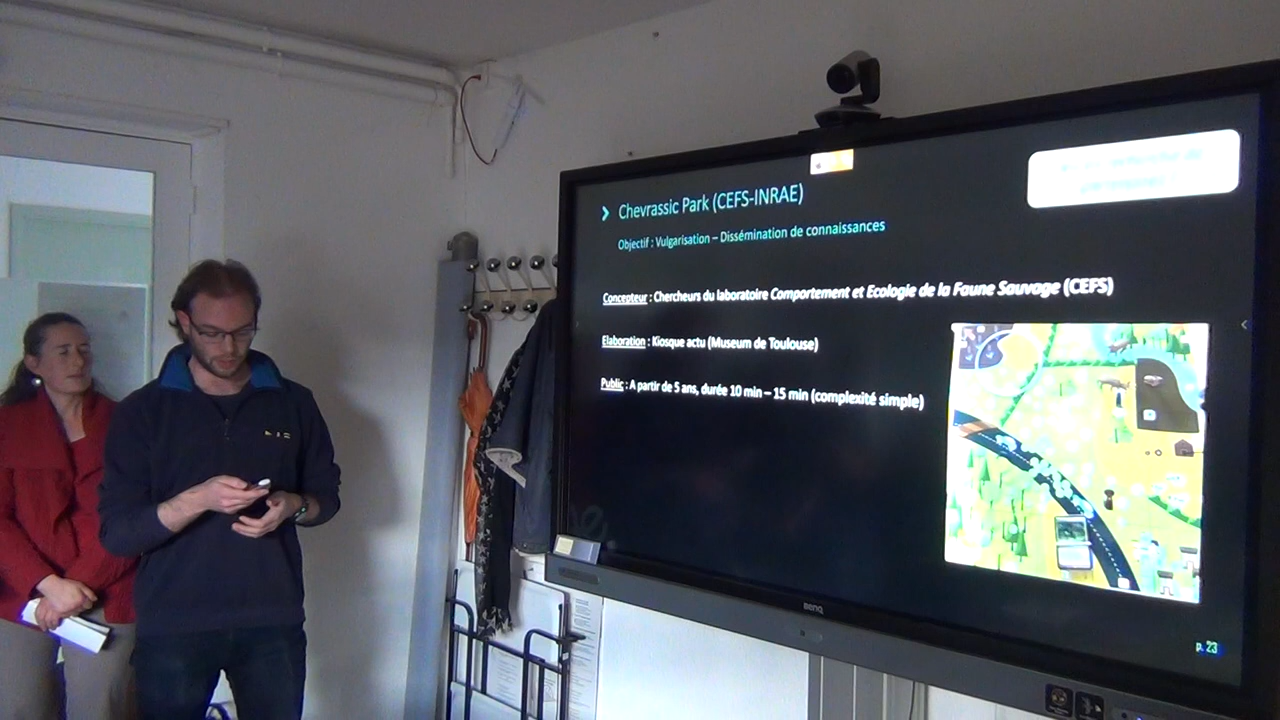 ❯ Chevrassic Park (CEFS-INRAE)
Objectif : Vulgarisation – Dissémination de connaissances
Concepteur : Chercheurs du laboratoire Comportement et Ecologie de la Faune Sauvage (CEFS)
Elaboration : Kiosque actu (Museum de Toulouse)
Public : A partir de 5 ans, durée 10 min – 15 min (complexité simple)
p. 23
BenQ